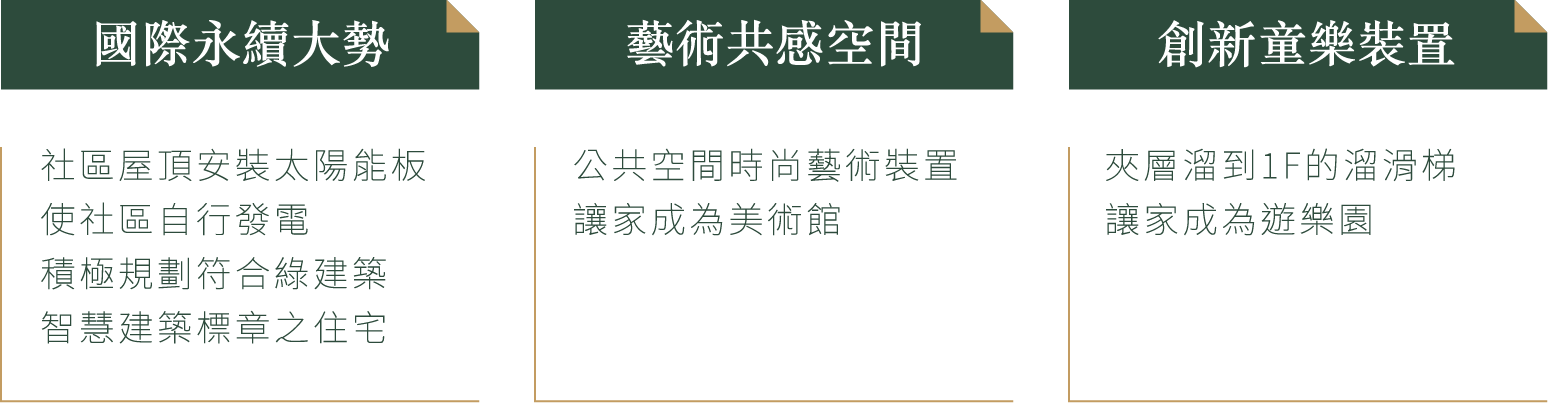 國際永續大勢
社區屋頂安裝太陽能板
使社區自行發電
積極規劃符合綠建築
智慧建築標章之住宅
藝術共感空間
公共空間時尚藝術裝置
讓家成為美術館
創新童樂裝置
夾層溜到1F的溜滑梯
讓家成為遊樂園